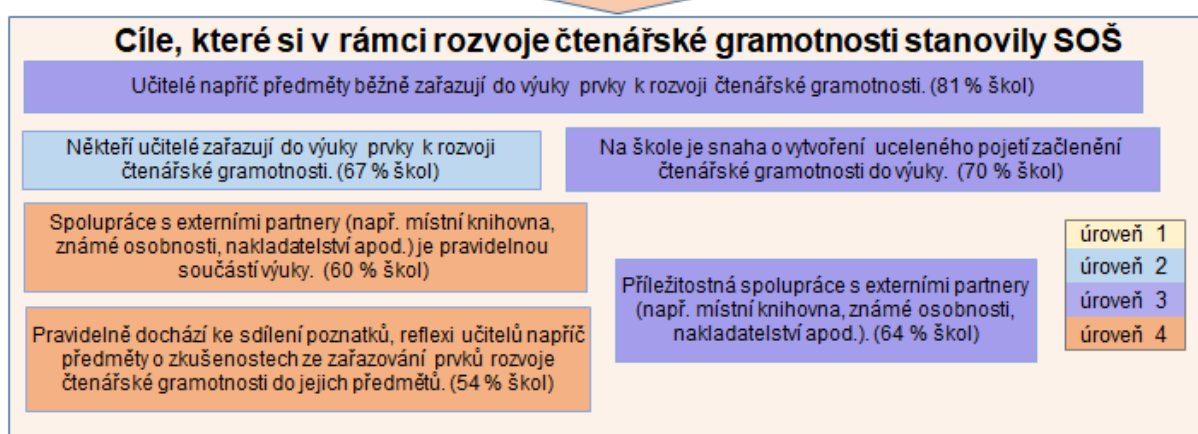 Cíle, které si v rámci rozvoje čtenářské gramotnosti stanovily SOŠ
Učitelé napříč předměty běžně zařazují do výuky prvky k rozvoji čtenářské gramotnosti. (81 % škol)
Někteří učitelé zařazují do výuky prvky k rozvoji
čtenářské gramotnosti. (67 % škol)
Na škole je snaha o vytvoření uceleného pojetí začlenění
čtenářské gramotnosti do výuky. (70 % škol)
Spolupráce s externími partnery (např. místní knihovna,
známé osobnosti, nakladatelství apod.) je pravidelnou
součástí výuky. (60 % škol)
Příležitostná spolupráce s externími partnery
(např. místní knihovna, známé osobnosti,
nakladatelství apod.). (64 % škol)
Pravidelně dochází ke sdílení poznatků, reflexi učitelů napříč
předměty o zkušenostech ze zařazování prvků rozvoje
čtenářské gramotnosti do jejich předmětů. (54 % škol)
úroveň 1
úroveň 2
úroveň 3
úroveň 4